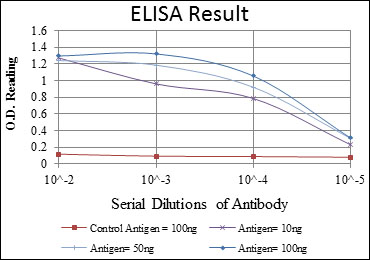 ELISA Result
1.6
1.4
1.2
1
0.8
0.6
0.4
0.2
0
O.D. Reading
10^-2 10^-3 10^-4 10^-5
Serial Dilutions of Antibody
Control Antigen = 100ng Antigen= 10ng
Antigen= 50ng Antigen= 100ng